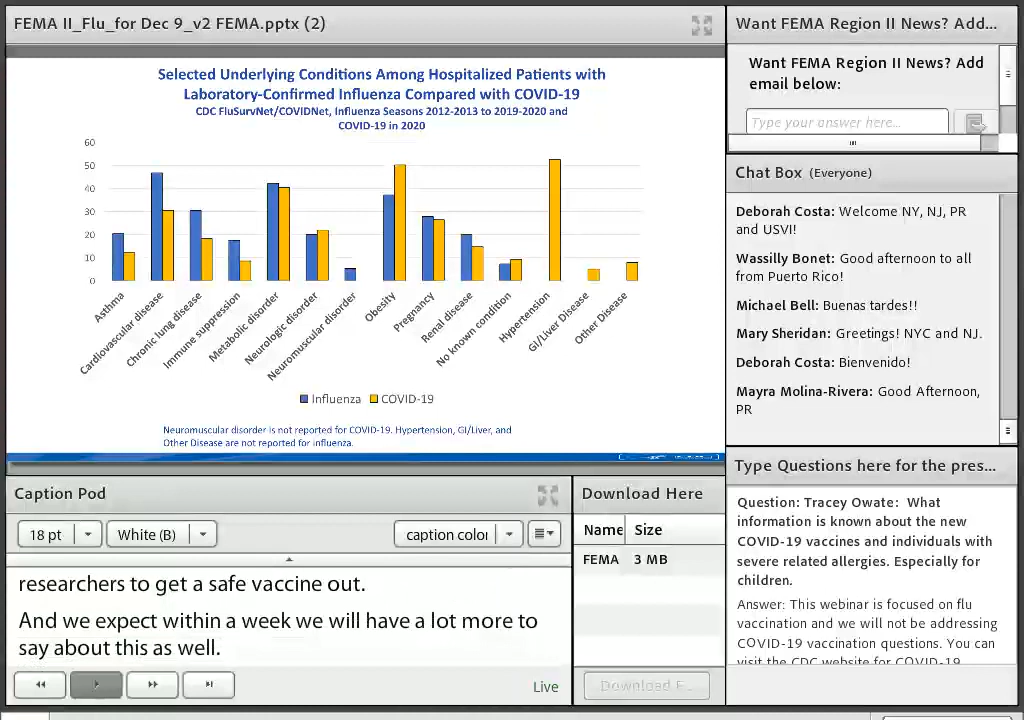 FEMA II_Flu_for Dec 9_v2 FEMA.pptx (2)
Selected Underlying Conditions Among Hospitalized Patients with
Laboratory-Confirmed Influenza Compared with COVID-19
CDC FluSurvNet/COVIDNet, Influenza Seasons 2012-2013 to 2019-2020 and
COVID-19 in 2020
60
50
40
30
20
10
0
Asthma
Cardiovascular disease
Chronic lung disease
Immune suppression
Metabolic disorder
Neurologic disorder
Neuromuscular disorder
Obesity
Pregnancy
Renal disease
No known condition
Hypertension
GI/Liver Disease
Other Disease
Influenza COVID-19
Neuromuscular disorder is not reported for COVID-19. Hypertension, GI/Liver, and
Other Disease are not reported for influenza.
Caption Pod
18 pt
White (B)
caption color
researchers to get a safe vaccine out.
And we expect within a week we will have a lot more to
say about this as well.
Live
Download Here
Name Size
FEMA 3 MB
Download F...
Want FEMA Region II News? Add...
Want FEMA Region II News? Add
email below:
Type your answer here...
Chat Box (Everyone)
Deborah Costa: Welcome NY, NJ, PR
and USVI!
Wassilly Bonet: Good afternoon to all
from Puerto Rico!
Michael Bell: Buenas tardes!!
Mary Sheridan: Greetings! NYC and NJ.
Deborah Costa: Bienvenido!
Mayra Molina-Rivera: Good Afternoon,
PR
Type Questions here for the pres...
Question: Tracey Owate: What
information is known about the new
COVID-19 vaccines and individuals with
severe related allergies. Especially for
children.
Answer: This webinar is focused on flu
vaccination and we will not be addressing
COVID-19 vaccination questions. You can
visit the CDC website for COVID-19